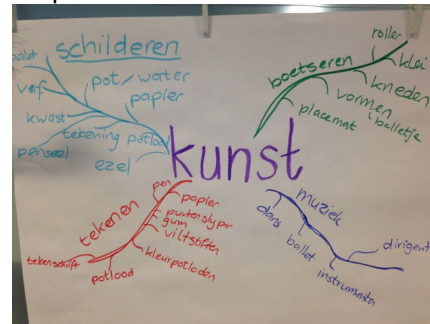 schilderen
palet
verf
pot/water
papier
kwast
tekening potlood
penseel
ezel
roller
klei
boetseren
kneden
vormen
balletje
placemat
kunst
tekenen
pen
papier
puntenslyper
gum
viltstiften
kleurpotloden
tekenschrift
potlood
muziek
dans
ballet
instrumenten
dirigent